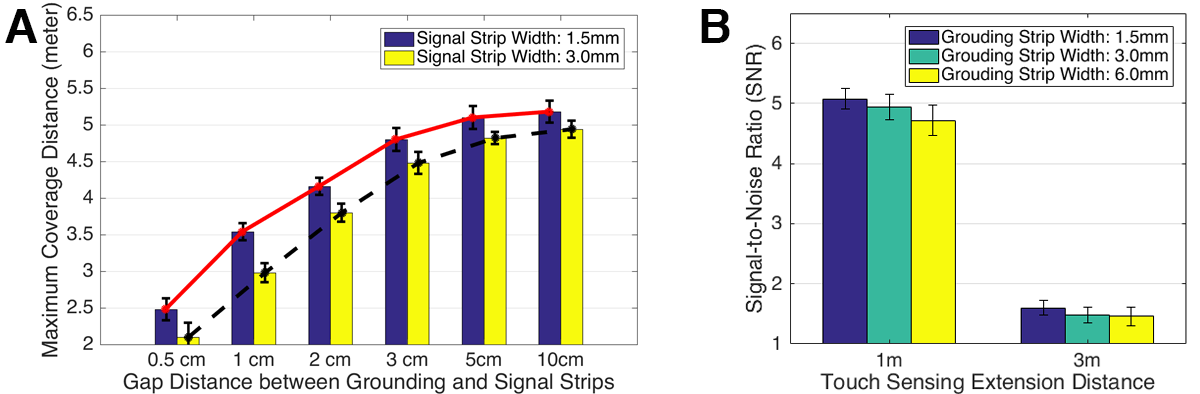 A
Maximum Coverage Distance (meter)
6.5
6
5.5
5
4.5
4
3.5
3
2.5
2
Signal Strip Width: 1.5mm
Signal Strip Width: 3.0mm
0.5 cm 1 cm 2 cm 3 cm 5cm 10cm
Gap Distance between Grounding and Signal Strips
B
Signal-to-Noise Ratio (SNR)
6
5
4
3
2
1
Grouding Strip Width: 1.5mm
Grouding Strip Width: 3.0mm
Grouding Strip Width: 6.0mm
1m 3m
Touch Sensing Extension Distance